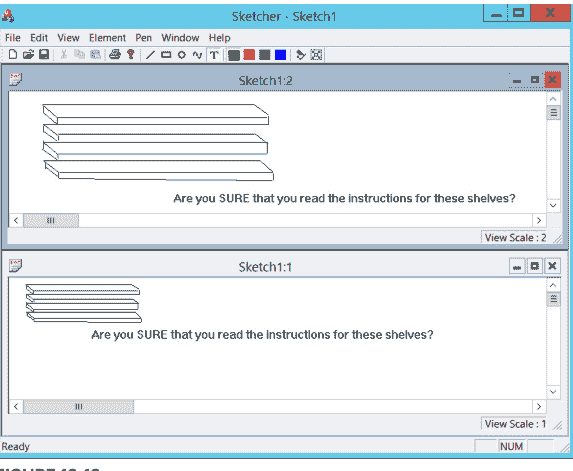 Sketcher - Sketch1
File Edit View Element Pen Window Help
T
Sketch1:2
Are you SURE that you read the instructions for these shelves?
View Scale : 2
Sketch1:1
Are you SURE that you read the instructions for these shelves?
View Scale : 1
Ready
NUM